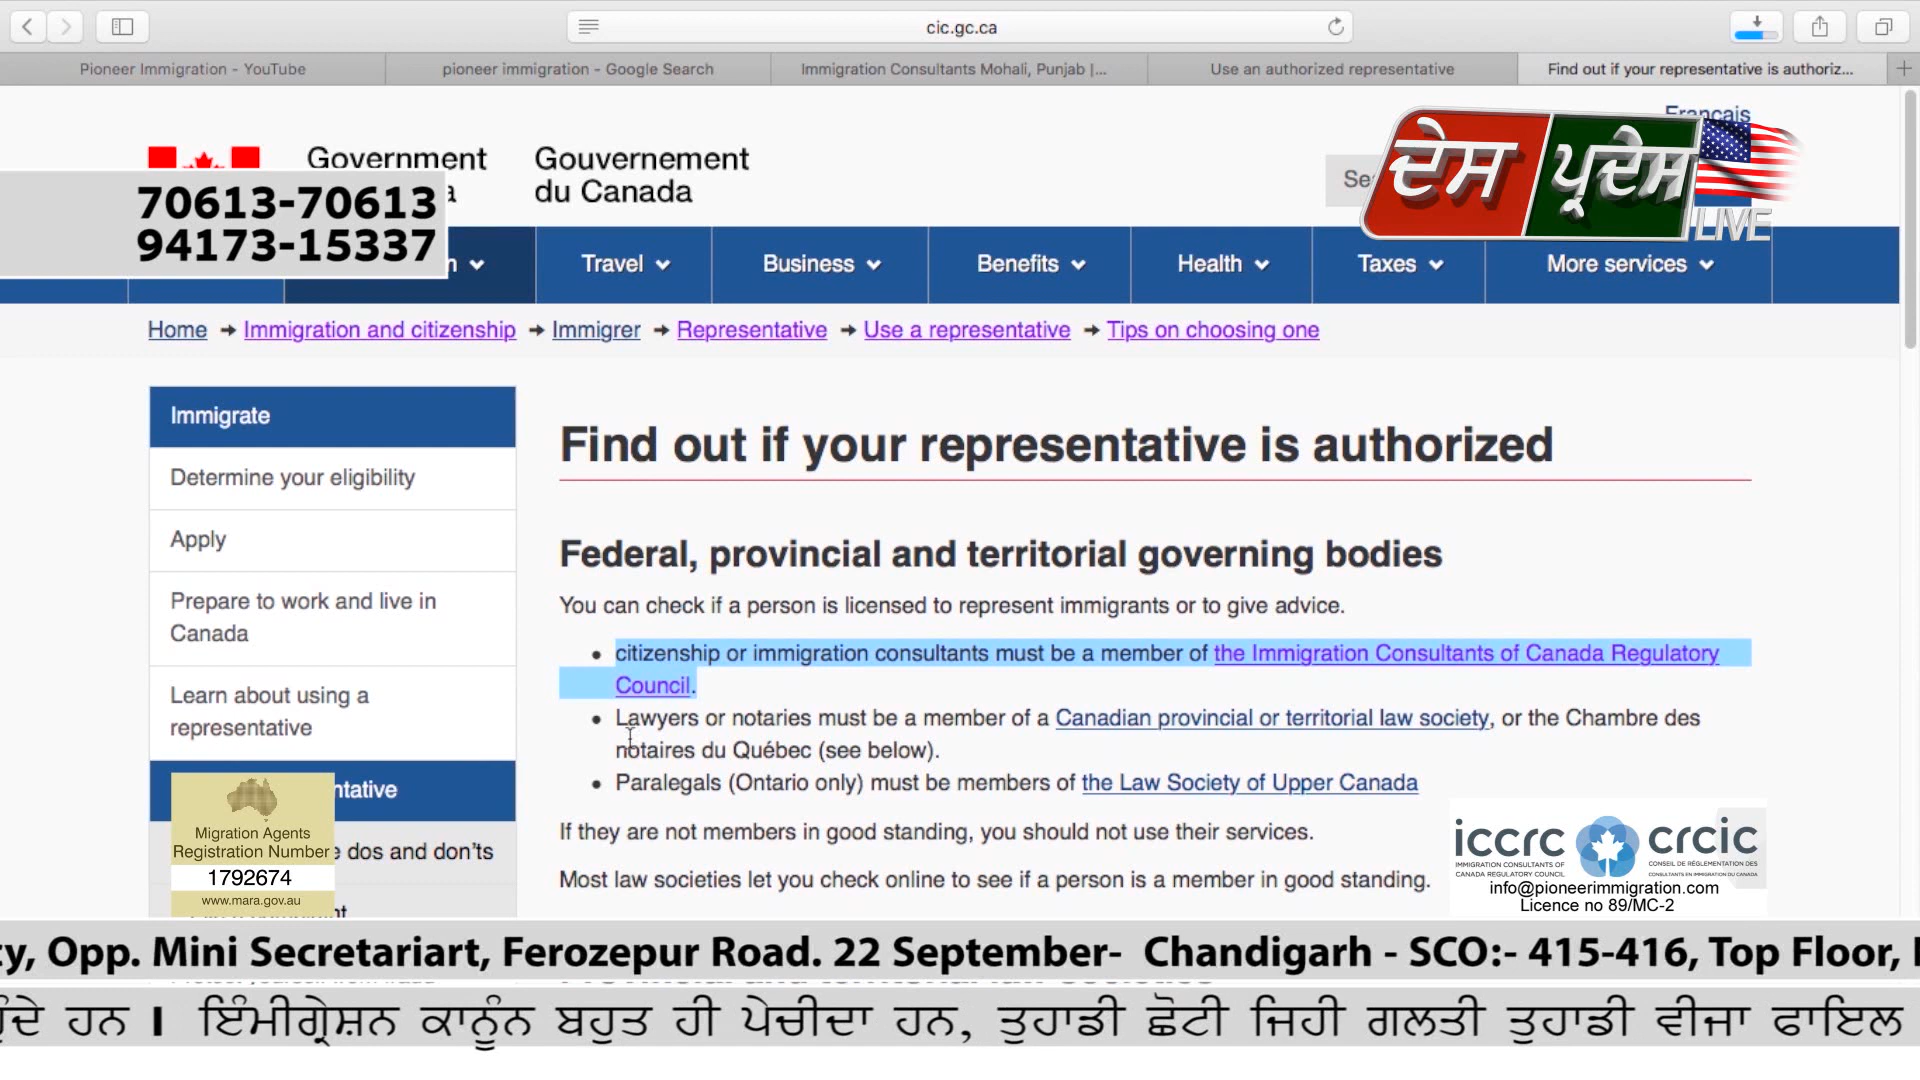 cic.gc.ca
Pioneer Immigration - YouTube
pioneer immigration - Google Search
Immigration Consultants Mohali, Punjab |...
Use an authorized representative
Find out if your representative is authoriz...
Français
Government
Gouvernement
du Canada
ਦੇਸ ਪ੍ਰਦੇਸ
LIVE
70613-70613
94173-15337
Travel
Business
Benefits
Health
Taxes
More services
Home
Immigration and citizenship
Immigrer
Representative
Use a representative
Tips on choosing one
Immigrate
Determine your eligibility
Apply
Prepare to work and live in
Canada
Learn about using a
representative
Find out if your representative is authorized
Federal, provincial and territorial governing bodies
You can check if a person is licensed to represent immigrants or to give advice.
citizenship or immigration consultants must be a member of the Immigration Consultants of Canada Regulatory
Council.
Lawyers or notaries must be a member of a Canadian provincial or territorial law society, or the Chambre des
notaires du Québec (see below).
Paralegals (Ontario only) must be members of the Law Society of Upper Canada
If they are not members in good standing, you should not use their services.
Most law societies let you check online to see if a person is a member in good standing.
dos and don'ts
Migration Agents
Registration Number
1792674
www.mara.gov.au
iccrc crcic
IMMIGRATION CONSULTANTS OF
CANADA REGULATORY COUNCIL
CONSEIL DE RÉGLEMENTATION DES
CONSULTANTS EN IMMIGRATION DU CANADA
info@pioneerimmigration.com
Licence no 89/MC-2
Opp. Mini Secretariart, Ferozepur Road. 22 September- Chandigarh - SCO:- 415-416, Top Floor,
ਹਨ । ਇੰਮੀਗ੍ਰੇਸ਼ਨ ਕਾਨੂੰਨ ਬਹੁਤ ਹੀ ਪੇਚੀਦਾ ਹਨ, ਤੁਹਾਡੀ ਛੋਟੀ ਜਿਹੀ ਗਲਤੀ ਤੁਹਾਡੀ ਵੀਜਾ ਫਾਇਲ